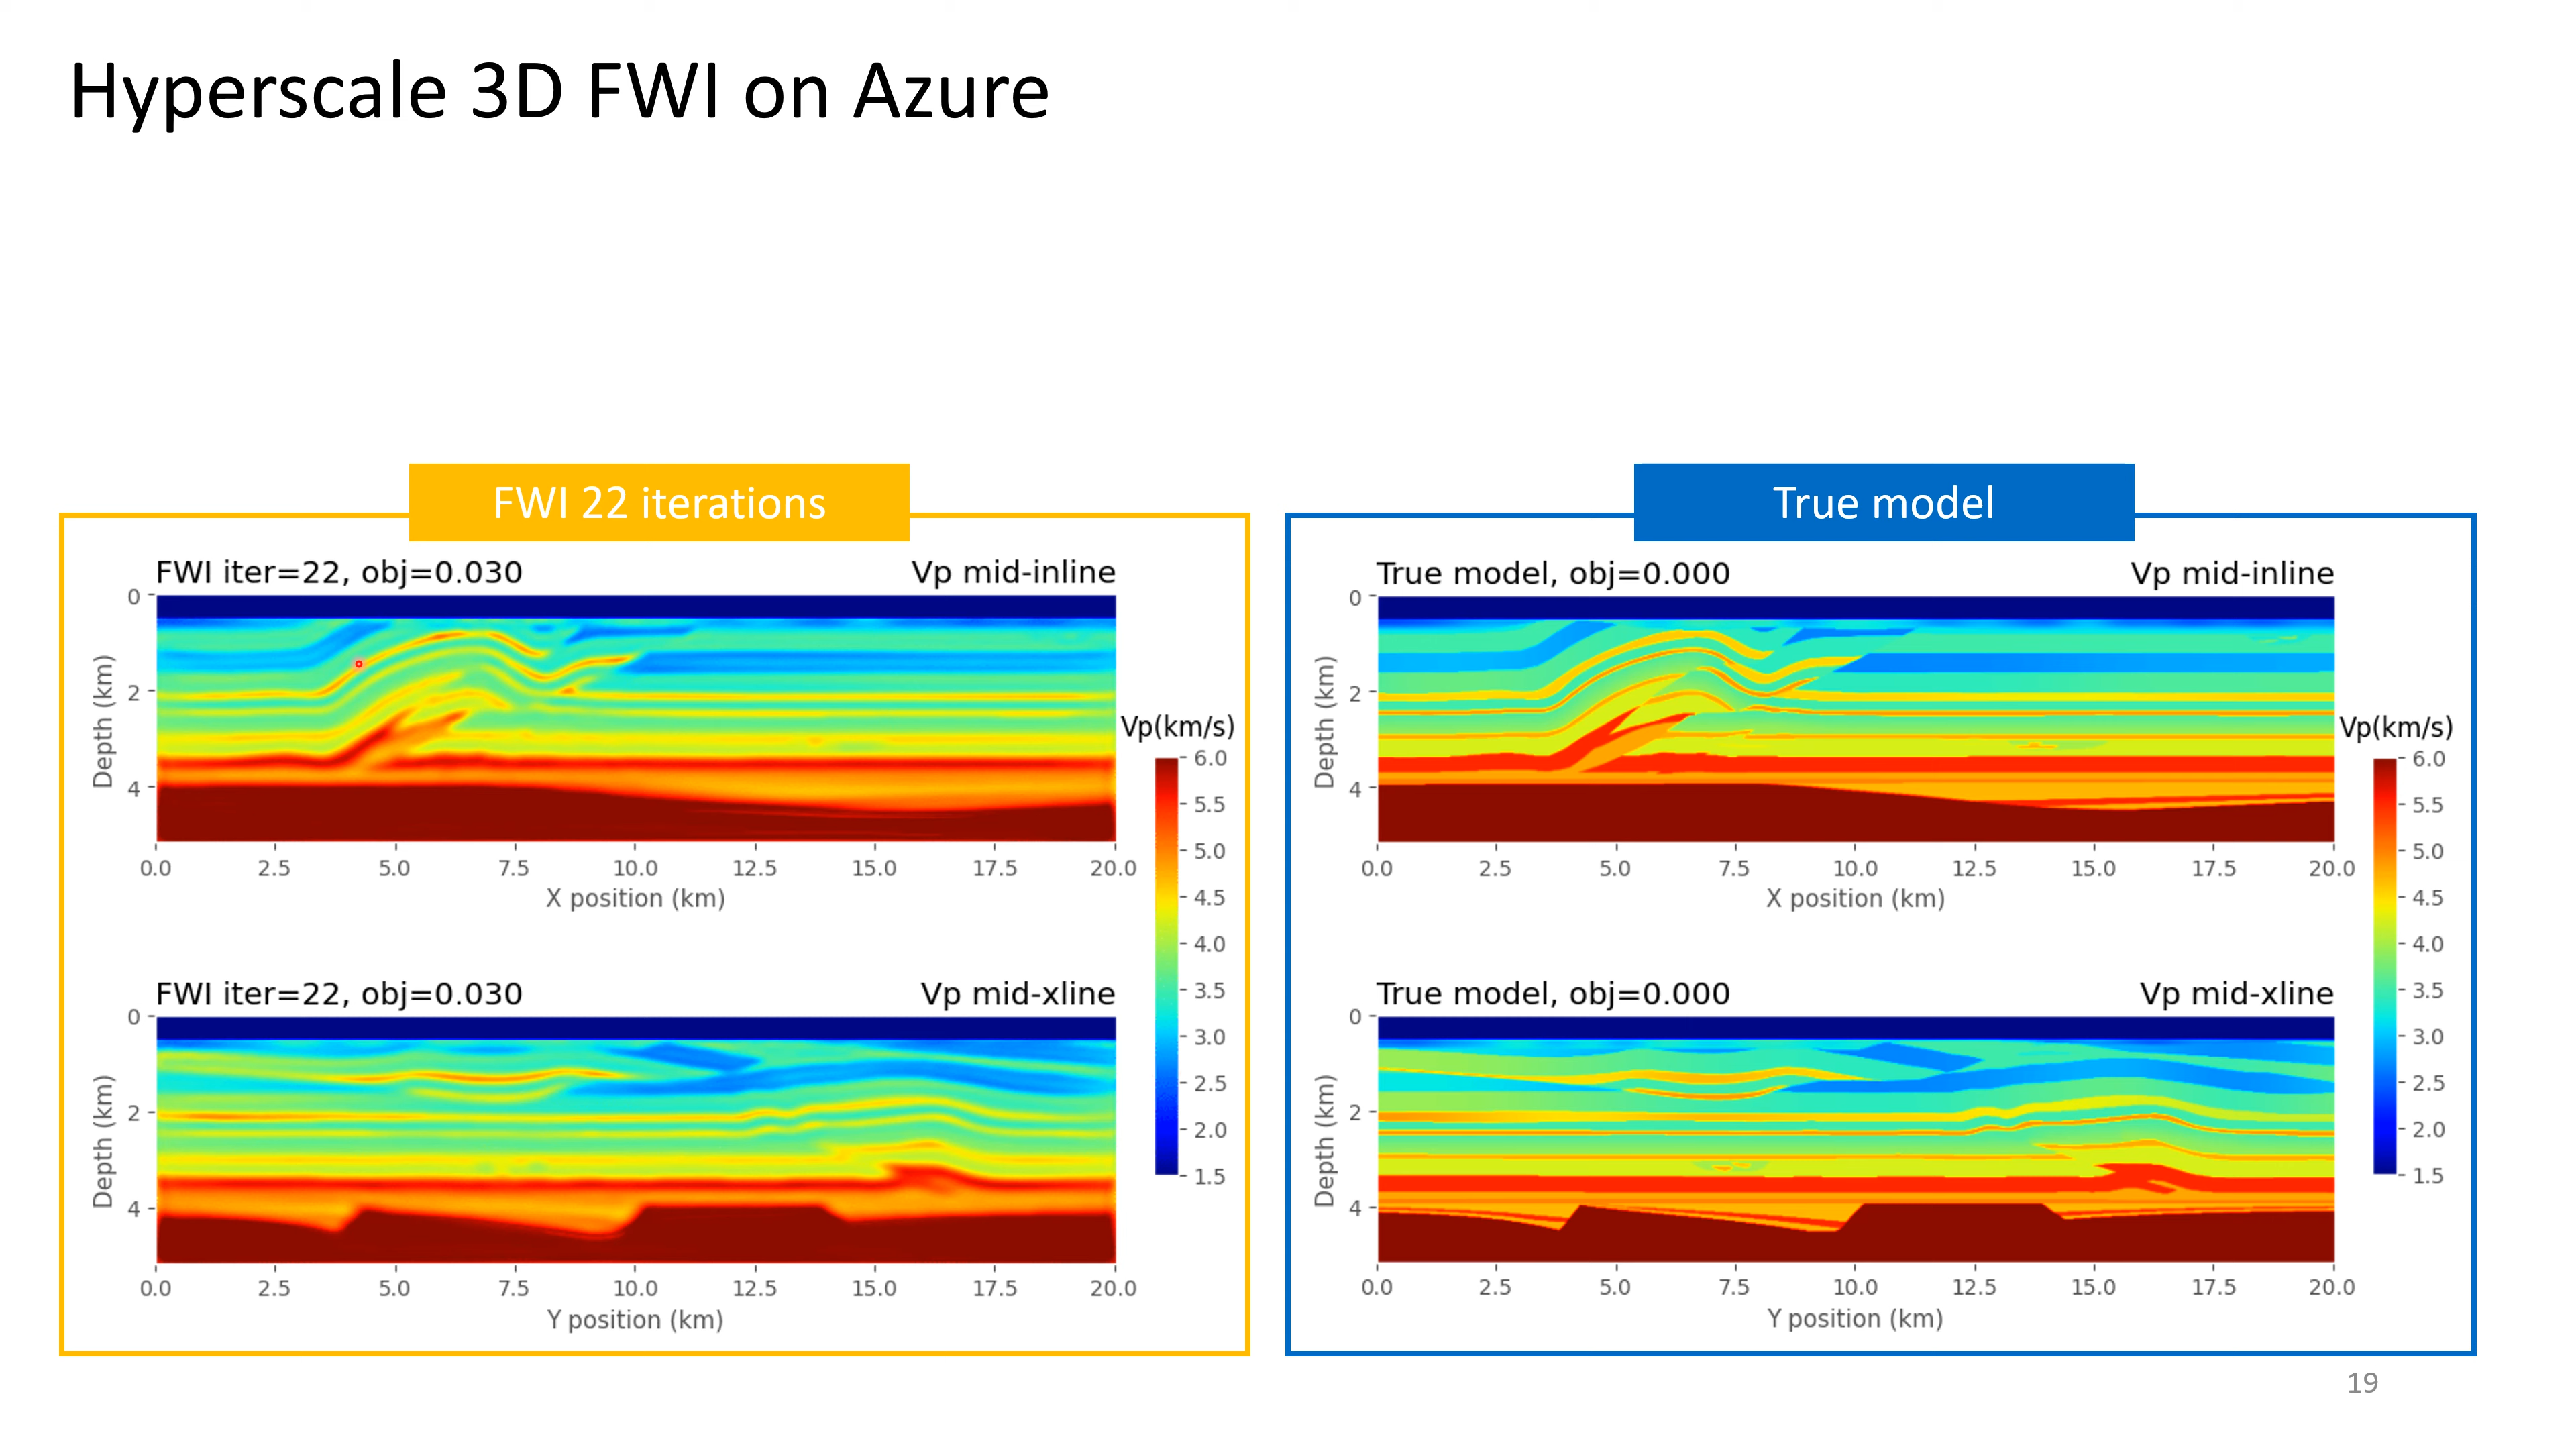 Hyperscale 3D FWI on Azure
FWI 22 iterations
FWI iter=22, obj=0.030 Vp mid-inline
0
2
4
Depth (km)
0.0 2.5 5.0 7.5 10.0 12.5 15.0 17.5 20.0
X position (km)
FWI iter=22, obj=0.030 Vp mid-xline
0
2
4
Depth (km)
0.0 2.5 5.0 7.5 10.0 12.5 15.0 17.5 20.0
Y position (km)
Vp(km/s)
6.0
5.5
5.0
4.5
4.0
3.5
3.0
2.5
2.0
1.5
True model
True model, obj=0.000 Vp mid-inline
0
2
4
Depth (km)
0.0 2.5 5.0 7.5 10.0 12.5 15.0 17.5 20.0
X position (km)
True model, obj=0.000 Vp mid-xline
0
2
4
Depth (km)
0.0 2.5 5.0 7.5 10.0 12.5 15.0 17.5 20.0
Y position (km)
Vp(km/s)
6.0
5.5
5.0
4.5
4.0
3.5
3.0
2.5
2.0
1.5
19